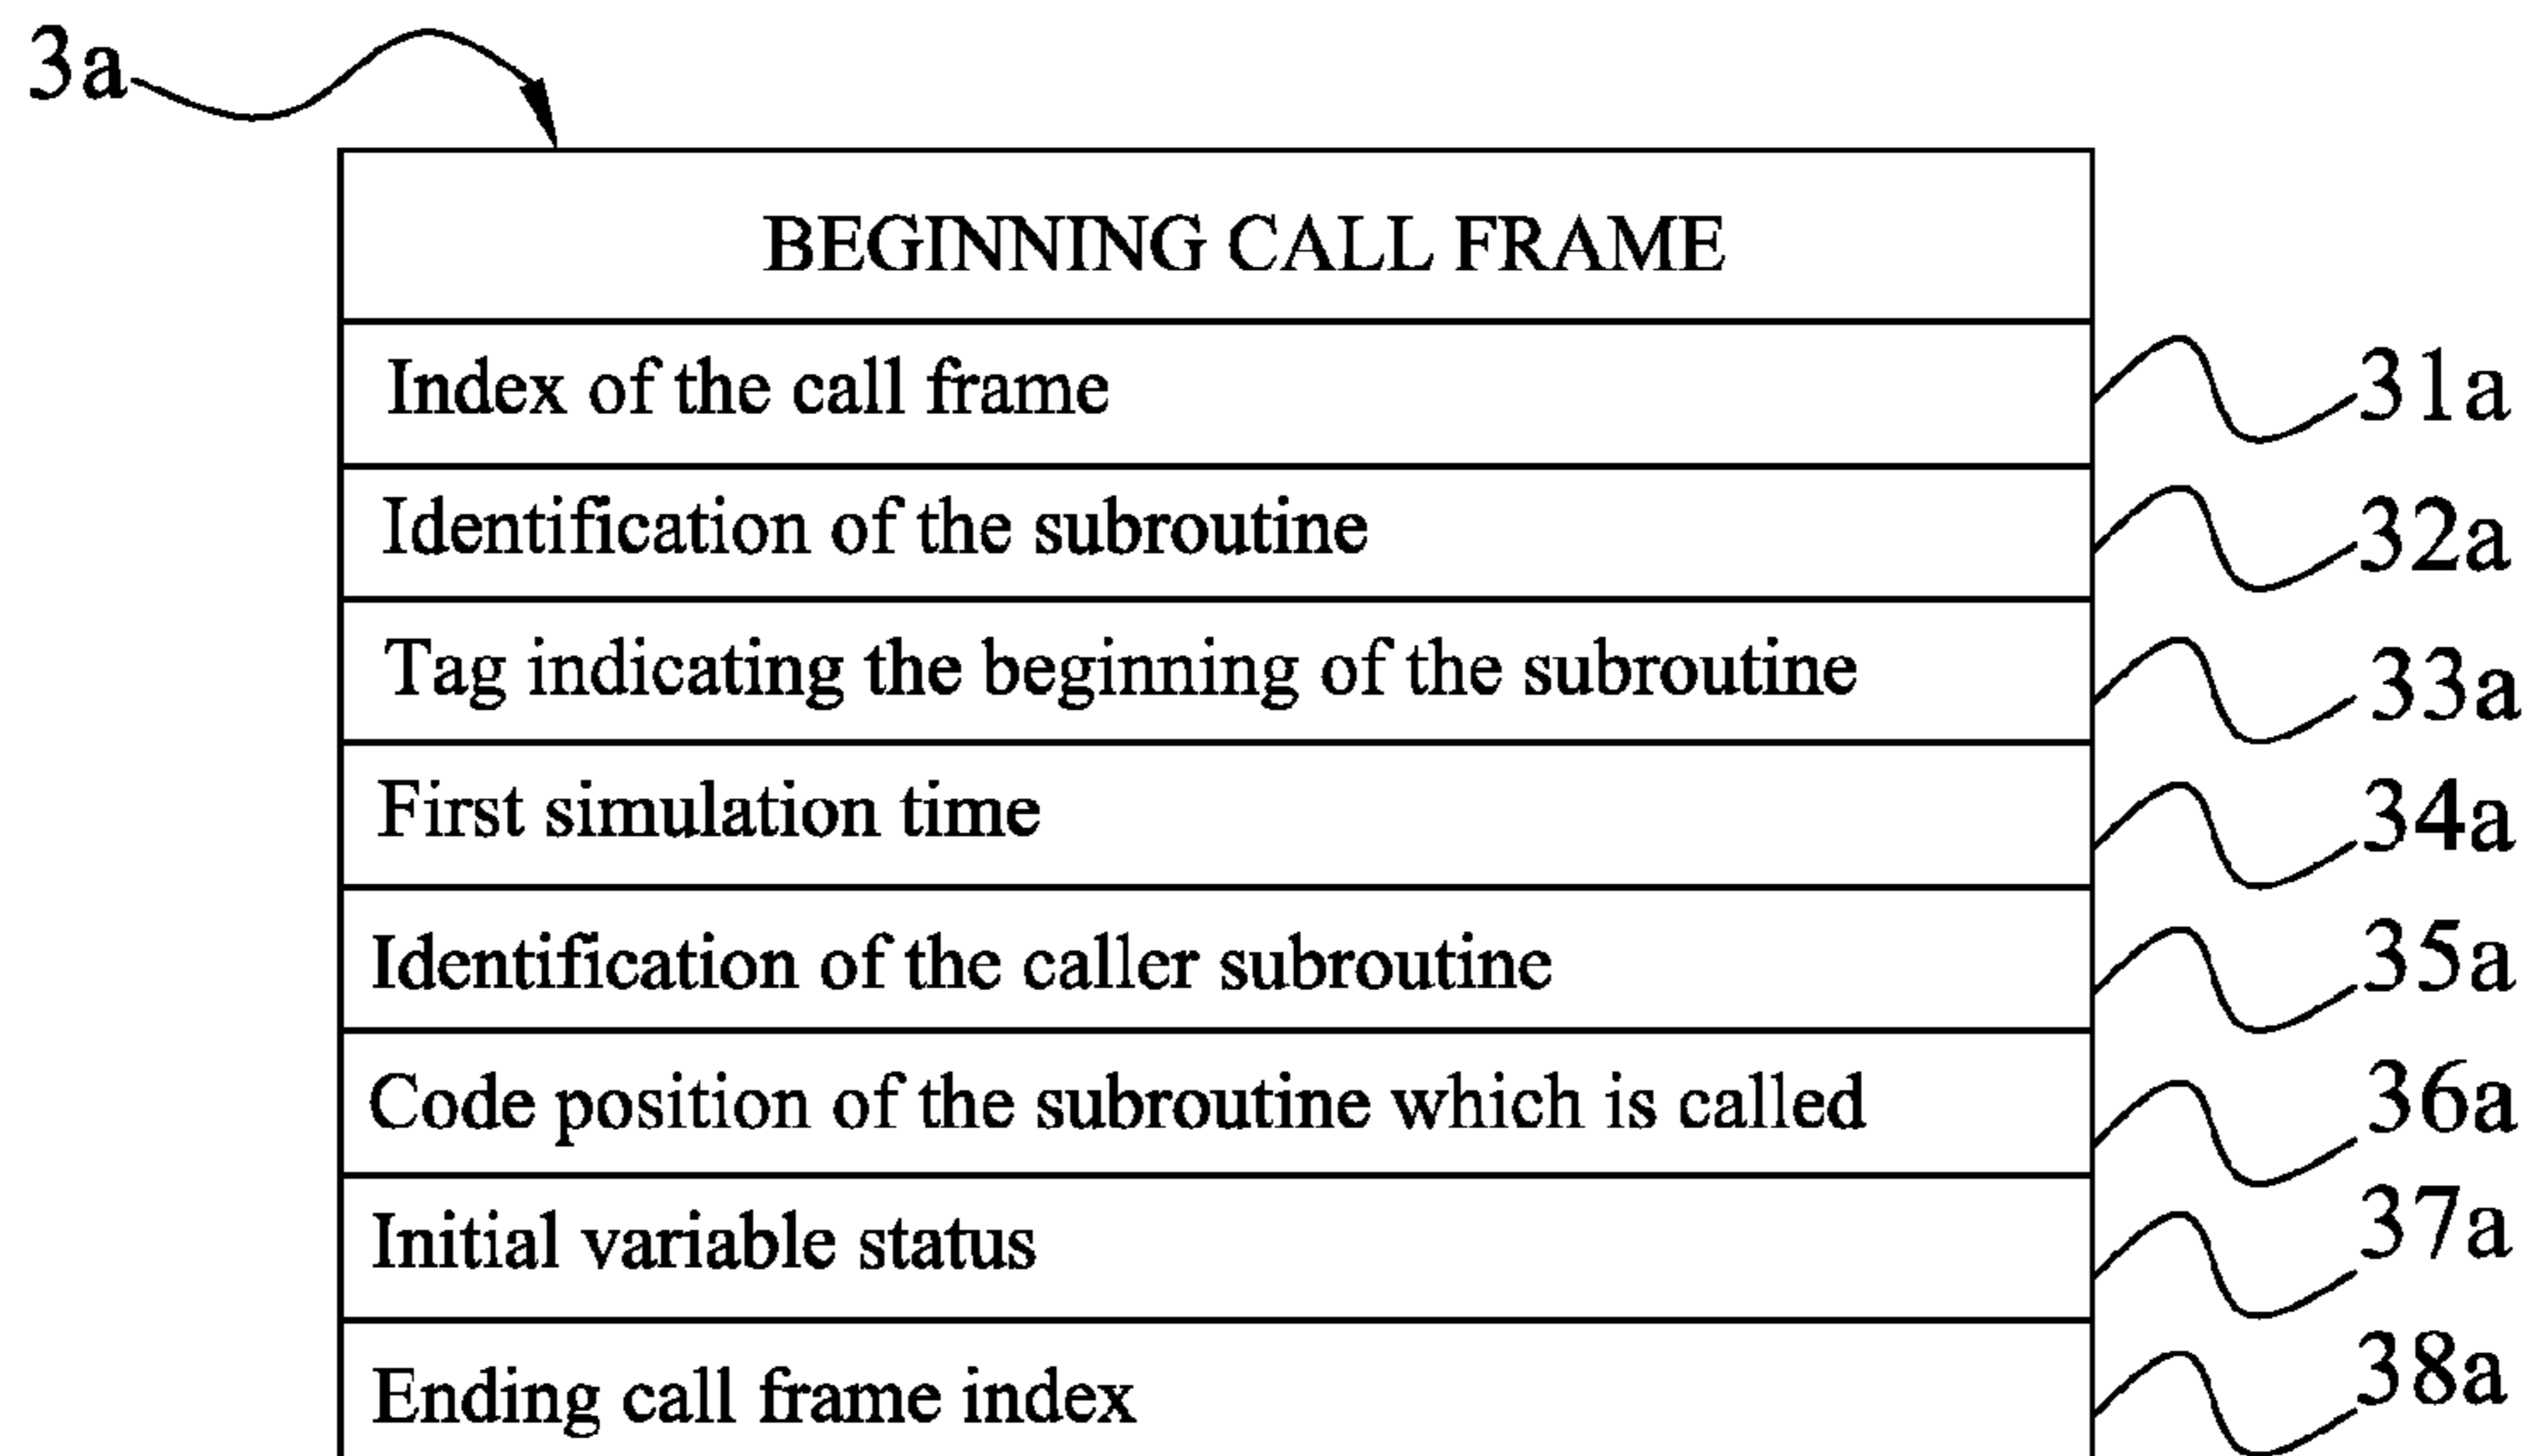 3a
BEGINNING CALL FRAME
Index of the call frame
31a
Identification of the subroutine
32a
Tag indicating the beginning of the subroutine
33a
First simulation time
34a
Identification of the caller subroutine
35a
Code position of the subroutine which is called
36a
Initial variable status
37a
Ending call frame index
38a